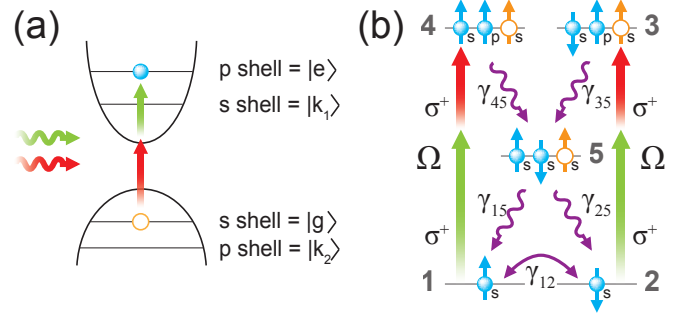 (a)
p shell = |e⟩
s shell = |k₁⟩
s shell = |g⟩
p shell = |k₂⟩
(b)
4 s p s
s p s 3
γ₄₅ γ₃₅
σ⁺ σ⁺
Ω s s s 5 Ω
γ₁₅ γ₂₅
σ⁺ σ⁺
1 s γ₁₂ s 2